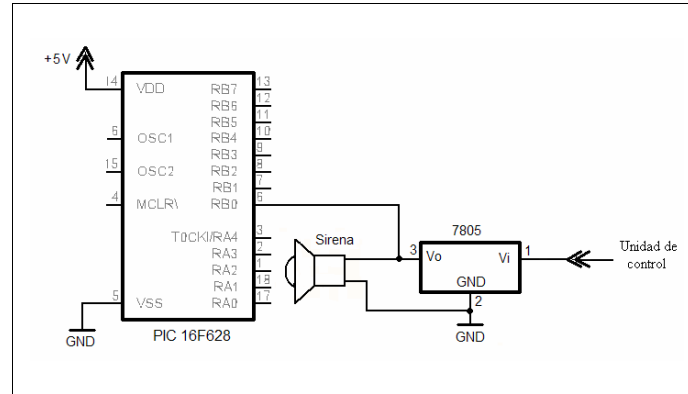 +5V
14 VDD RB7 13
RB6 12
RB5 11
6 OSC1 RB4 10
RB3 9
15 OSC2 RB2 8
RB1 7
4 MCLR\ RB0 6
T0CKI/RA4 3
RA3 2
RA2 1
RA1 18
5 VSS RA0 17
GND
PIC 16F628
Sirena
7805
3 Vo Vi 1
GND
2
GND
Unidad de
control